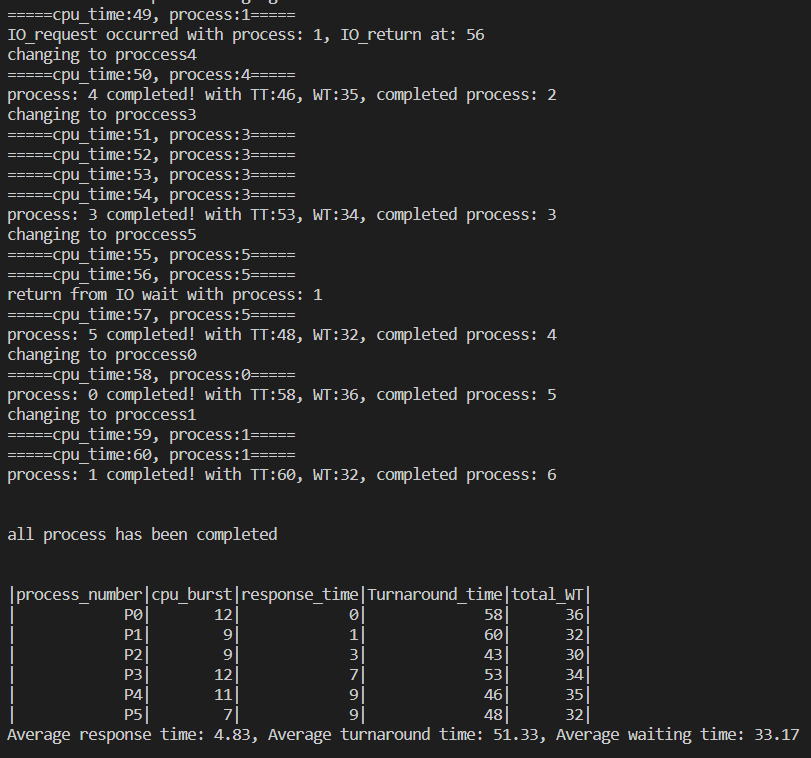 =====cpu_time:49, process:1=====
IO_request occurred with process: 1, IO_return at: 56
changing to proccess4
=====cpu_time:50, process:4=====
process: 4 completed! with TT:46, WT:35, completed process: 2
changing to proccess3
=====cpu_time:51, process:3=====
=====cpu_time:52, process:3=====
=====cpu_time:53, process:3=====
=====cpu_time:54, process:3=====
process: 3 completed! with TT:53, WT:34, completed process: 3
changing to proccess5
=====cpu_time:55, process:5=====
=====cpu_time:56, process:5=====
return from IO wait with process: 1
=====cpu_time:57, process:5=====
process: 5 completed! with TT:48, WT:32, completed process: 4
changing to proccess0
=====cpu_time:58, process:0=====
process: 0 completed! with TT:58, WT:36, completed process: 5
changing to proccess1
=====cpu_time:59, process:1=====
=====cpu_time:60, process:1=====
process: 1 completed! with TT:60, WT:32, completed process: 6
all process has been completed
|process_number|cpu_burst|response_time|Turnaround_time|total_WT|
|            P0|       12|            0|             58|      36|
|            P1|        9|            1|             60|      32|
|            P2|        9|            3|             43|      30|
|            P3|       12|            7|             53|      34|
|            P4|       11|            9|             46|      35|
|            P5|        7|            9|             48|      32|
Average response time: 4.83, Average turnaround time: 51.33, Average waiting time: 33.17